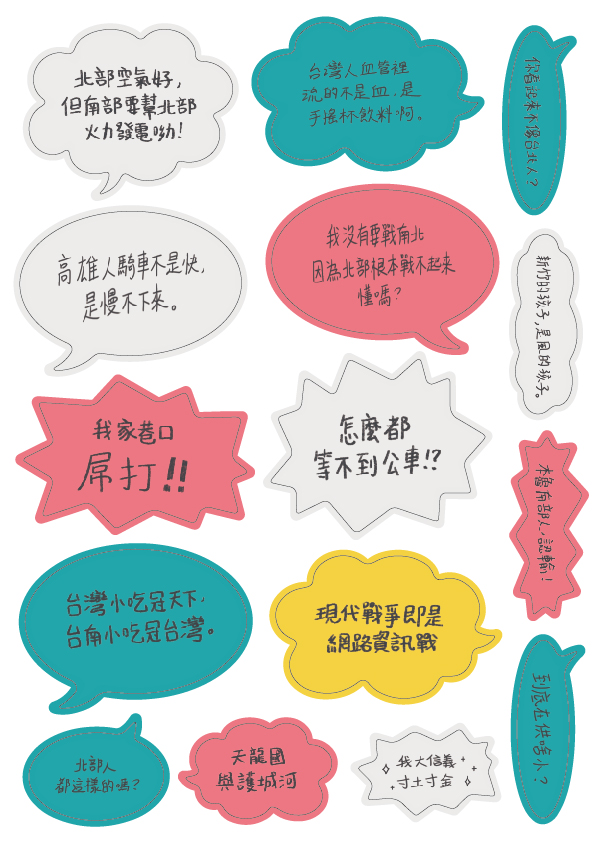 北部空氣好,
但南部要幫北部
火力發電呦!
台灣人血管裡
流的不是血,是
手搖杯飲料啊。
你看起來不像台北人?
高雄人騎車不是快,
是慢不下來。
我沒有要戰南北
因為北部根本戰不起來
懂嗎?
新竹的孩子,是風的孩子。
我家巷口
屌打!!
怎麼都
等不到公車!?
本魯南部人,認輸!
台灣小吃冠天下,
台南小吃冠台灣。
現代戰爭即是
網路資訊戰
到底在供啥小?
北部人
都這樣的嗎?
天龍國
與護城河
我大信義
寸土寸金